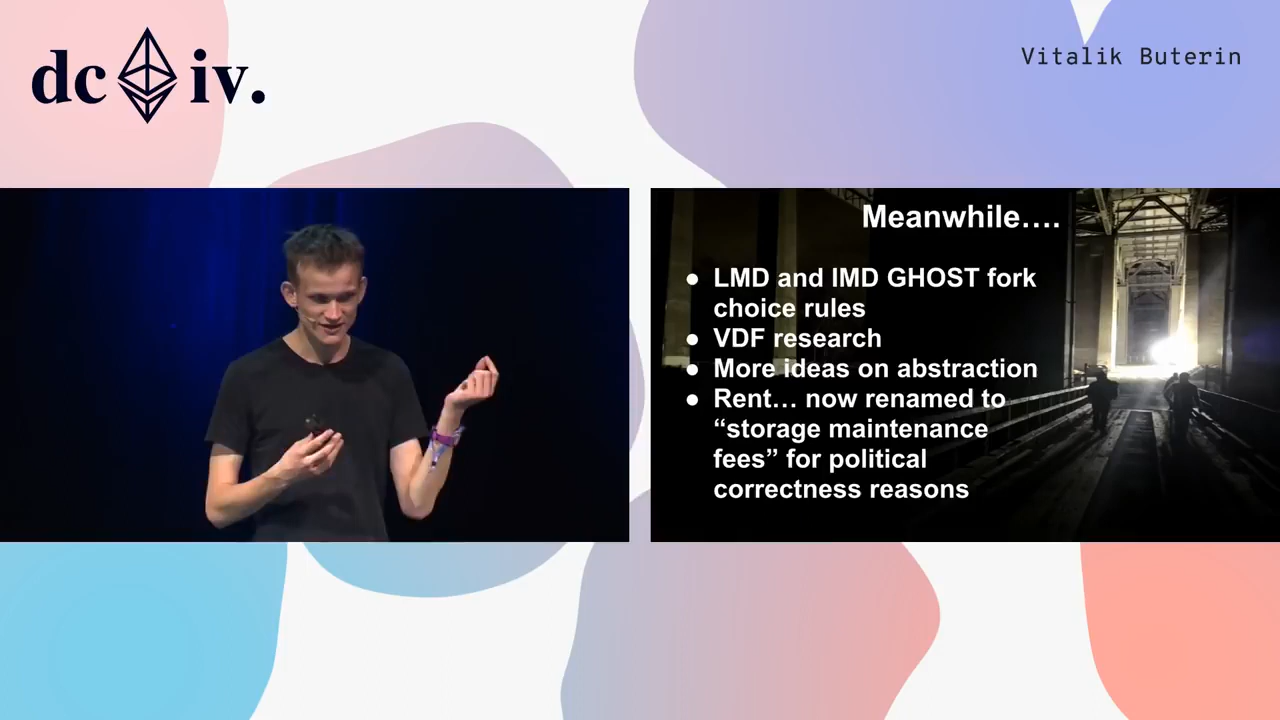 dc iv.
Vitalik Buterin
Meanwhile….
● LMD and IMD GHOST fork
choice rules
● VDF research
● More ideas on abstraction
● Rent… now renamed to
“storage maintenance
fees” for political
correctness reasons